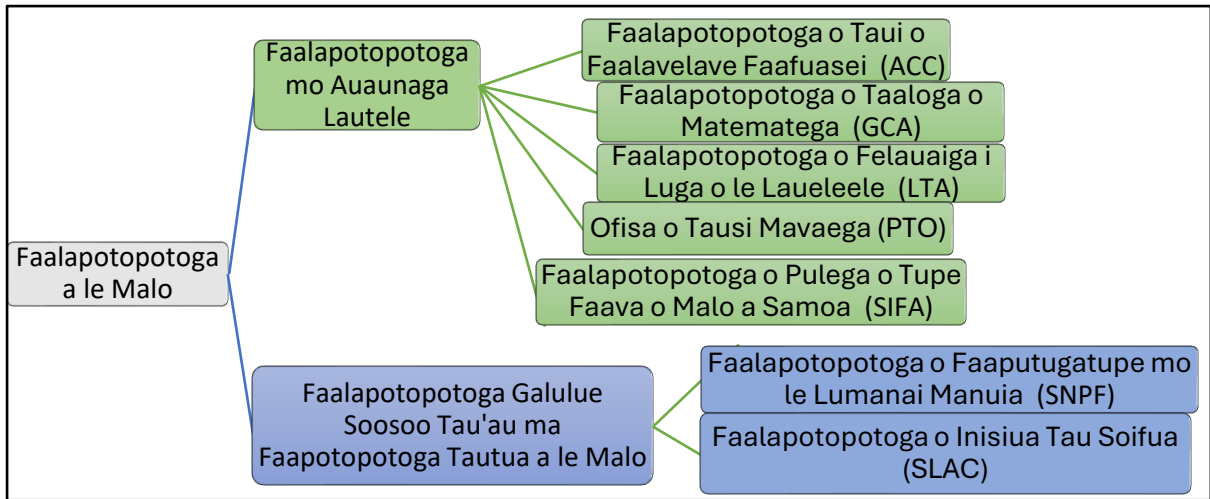 Faalapotopotoga
a le Malo
Faalapotopotoga
mo Auaunaga
Lautele
Faalapotopotoga o Taui o
Faalavelave Faafuasei (ACC)
Faalapotopotoga o Taaloga o
Matematega (GCA)
Faalapotopotoga o Felauaiga i
Luga o le Laueleele (LTA)
Ofisa o Tausi Mavaega (PTO)
Faalapotopotoga o Pulega o Tupe
Faava o Malo a Samoa (SIFA)
Faalapotopotoga Galulue
Soosoo Tau'au ma
Faapotopotoga Tautua a le Malo
Faalapotopotoga o Faaputugatupe mo
le Lumanai Manuia (SNPF)
Faalapotopotoga o Inisiua Tau Soifua
(SLAC)